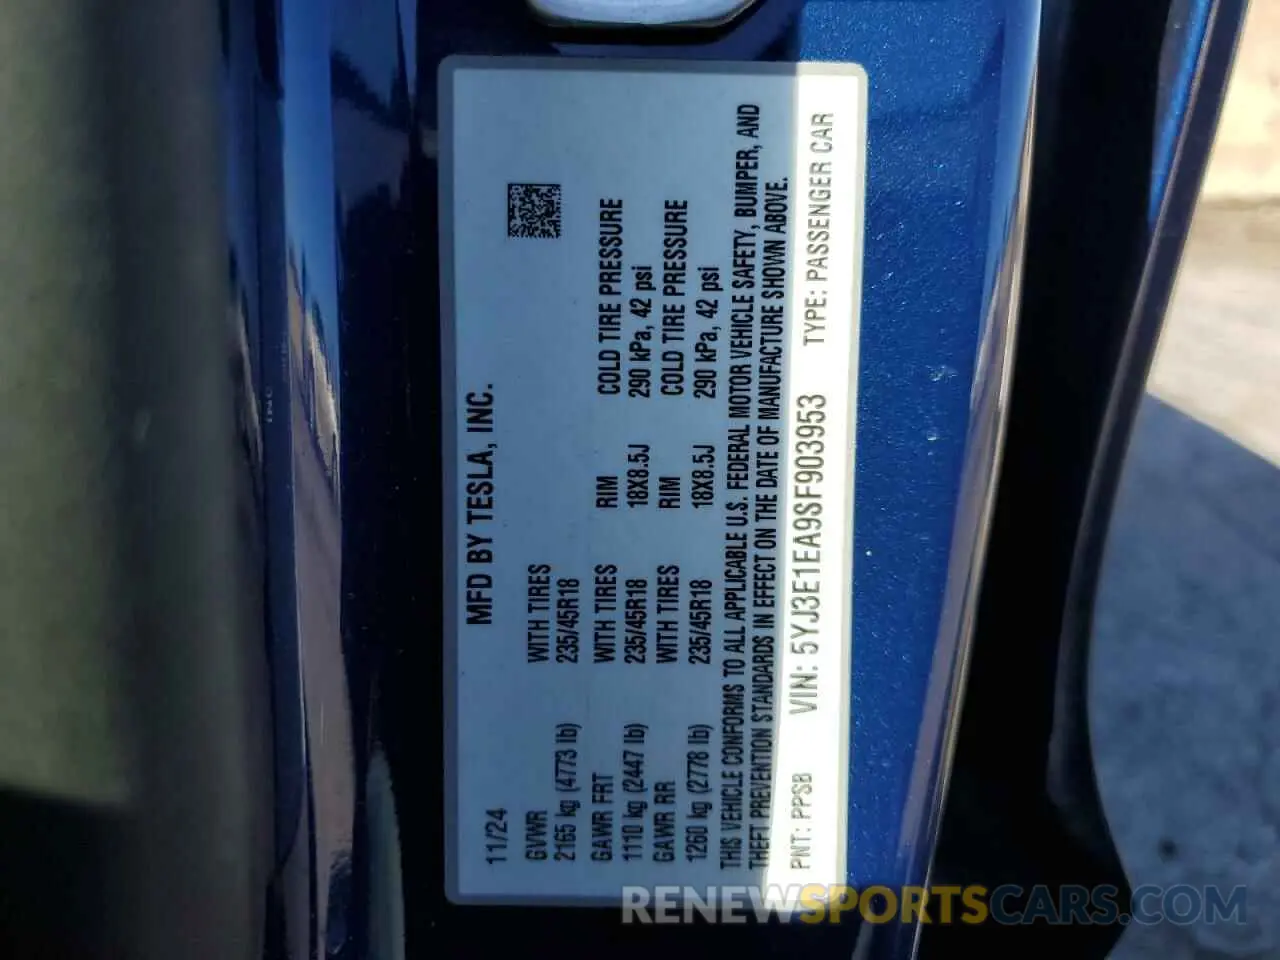 MFD BY TESLA, INC.
11/24
GVWR WITH TIRES
2165 kg (4773 lb) 235/45R18
GAWR FRT WITH TIRES RIM COLD TIRE PRESSURE
1110 kg (2447 lb) 235/45R18 18X8.5J 290 kPa, 42 psi
GAWR RR WITH TIRES RIM COLD TIRE PRESSURE
1260 kg (2778 lb) 235/45R18 18X8.5J 290 kPa, 42 psi
THIS VEHICLE CONFORMS TO ALL APPLICABLE U.S. FEDERAL MOTOR VEHICLE SAFETY, BUMPER, AND
THEFT PREVENTION STANDARDS IN EFFECT ON THE DATE OF MANUFACTURE SHOWN ABOVE.
PNT: PPSB VIN: 5YJ3E1EA9SF903953 TYPE: PASSENGER CAR
RENEWSPORTSCARS.COM